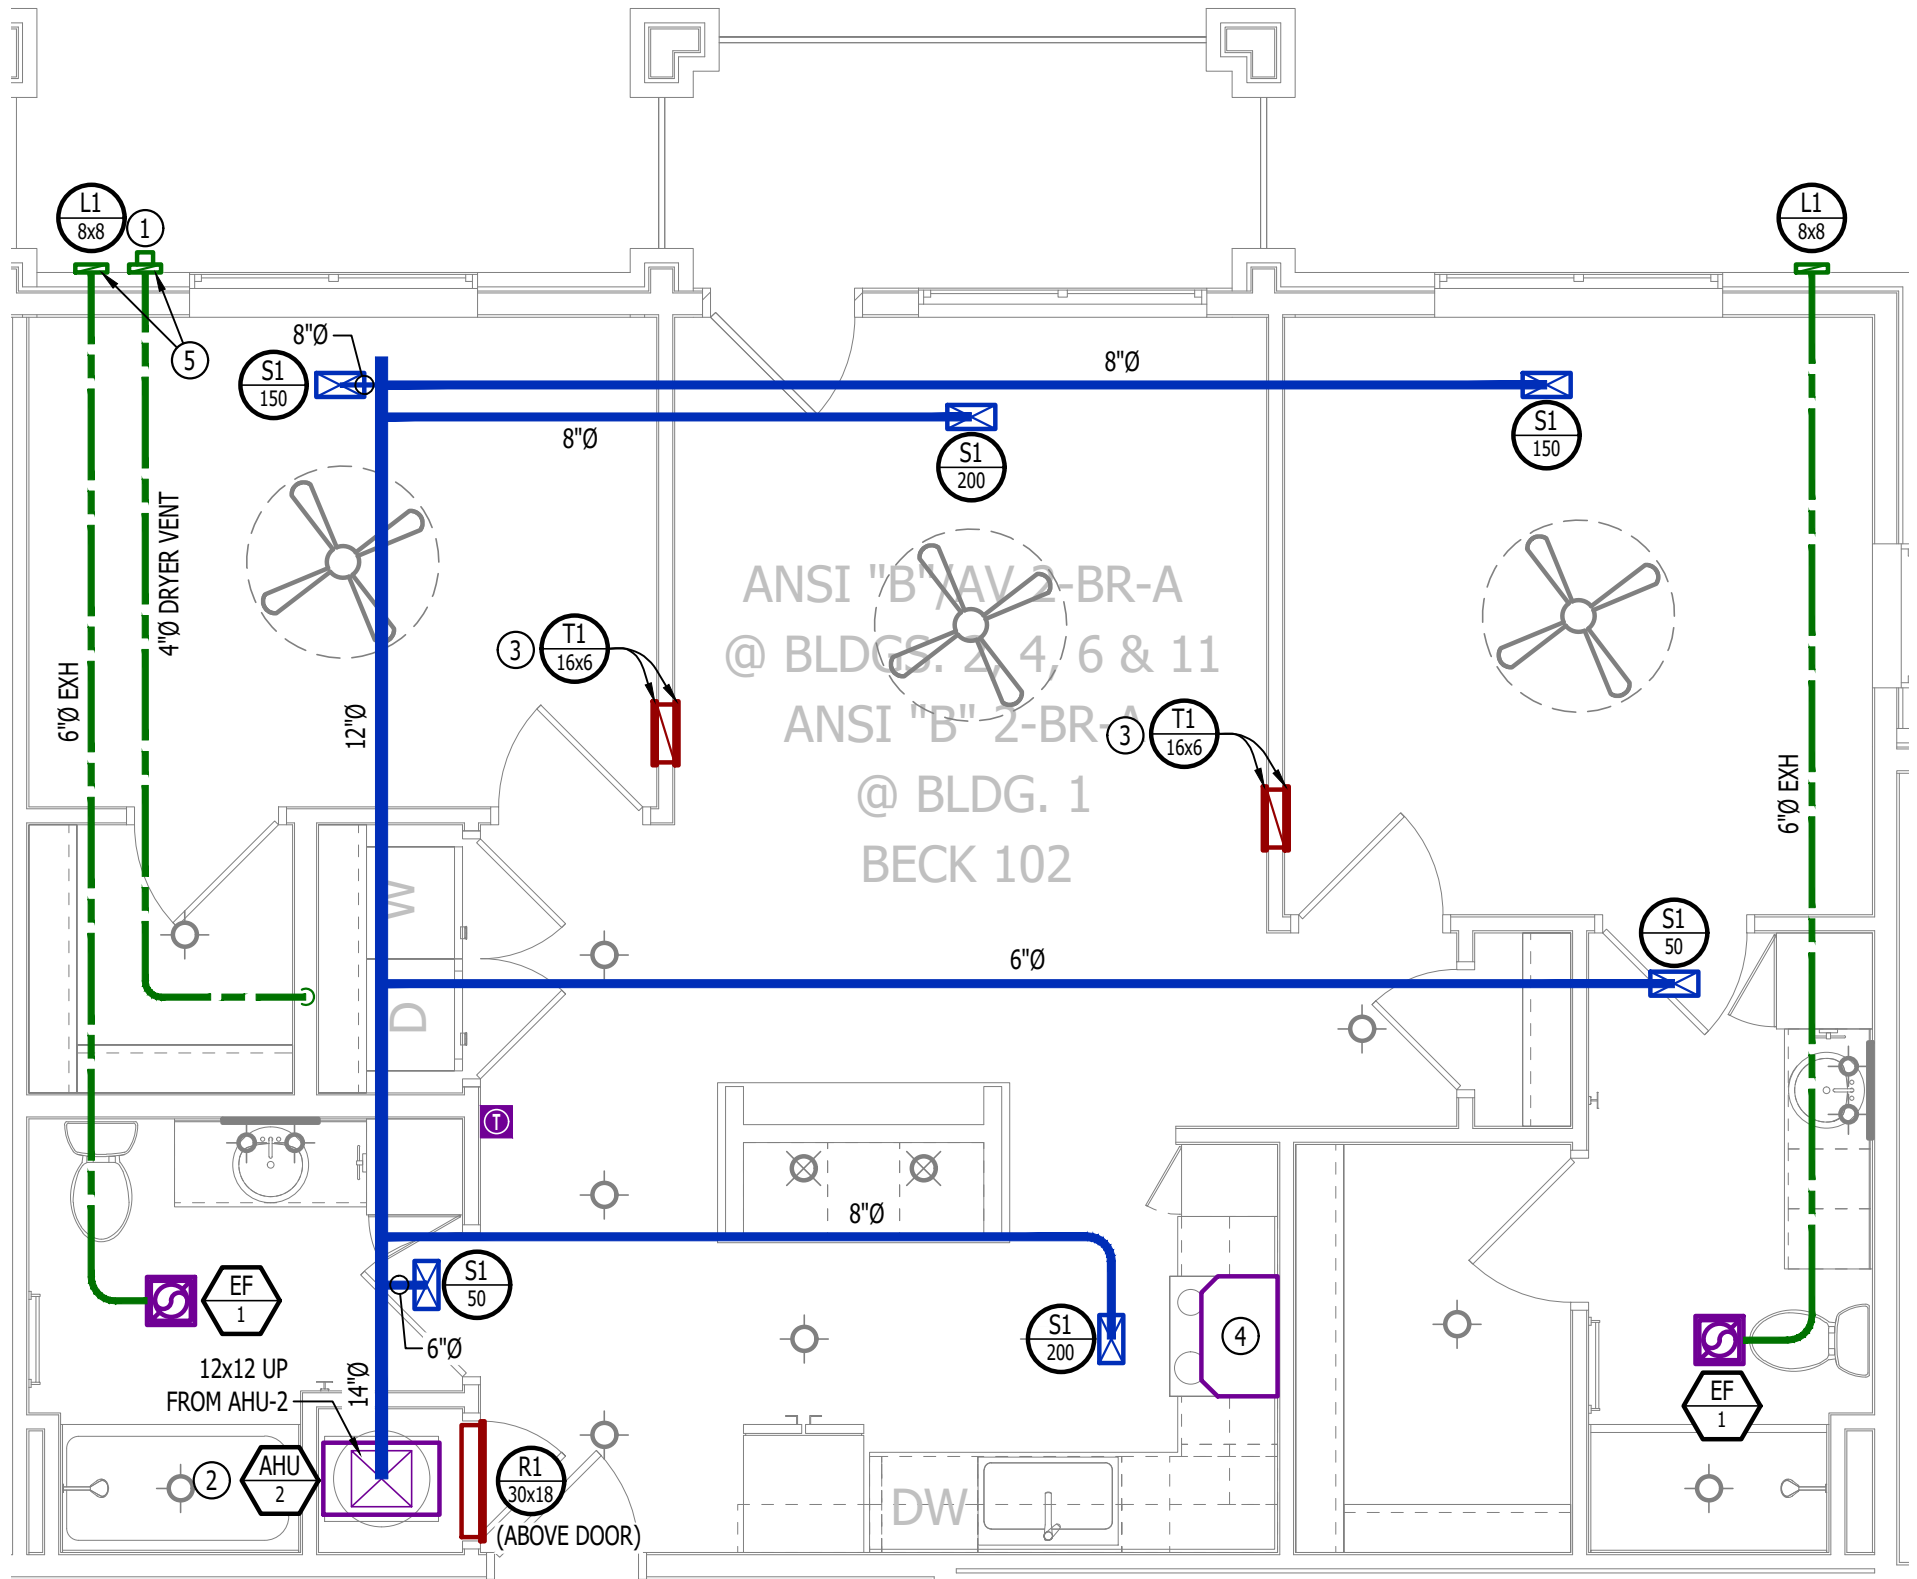 L1
8x8
1
L1
8x8
5
8"Ø
S1
150
8"Ø
S1
150
8"Ø
S1
200
4"Ø DRYER VENT
6"Ø EXH
12"Ø
ANSI "B"/AV 2-BR-A
@ BLDGS. 2, 4, 6 & 11
ANSI "B" 2-BR-A
@ BLDG. 1
BECK 102
3
T1
16x6
3
T1
16x6
6"Ø EXH
W
D
6"Ø
S1
50
T
8"Ø
S1
50
6"Ø
EF
1
S1
200
4
EF
1
12x12 UP
FROM AHU-2
14"Ø
2
AHU
2
R1
30x18
(ABOVE DOOR)
DW